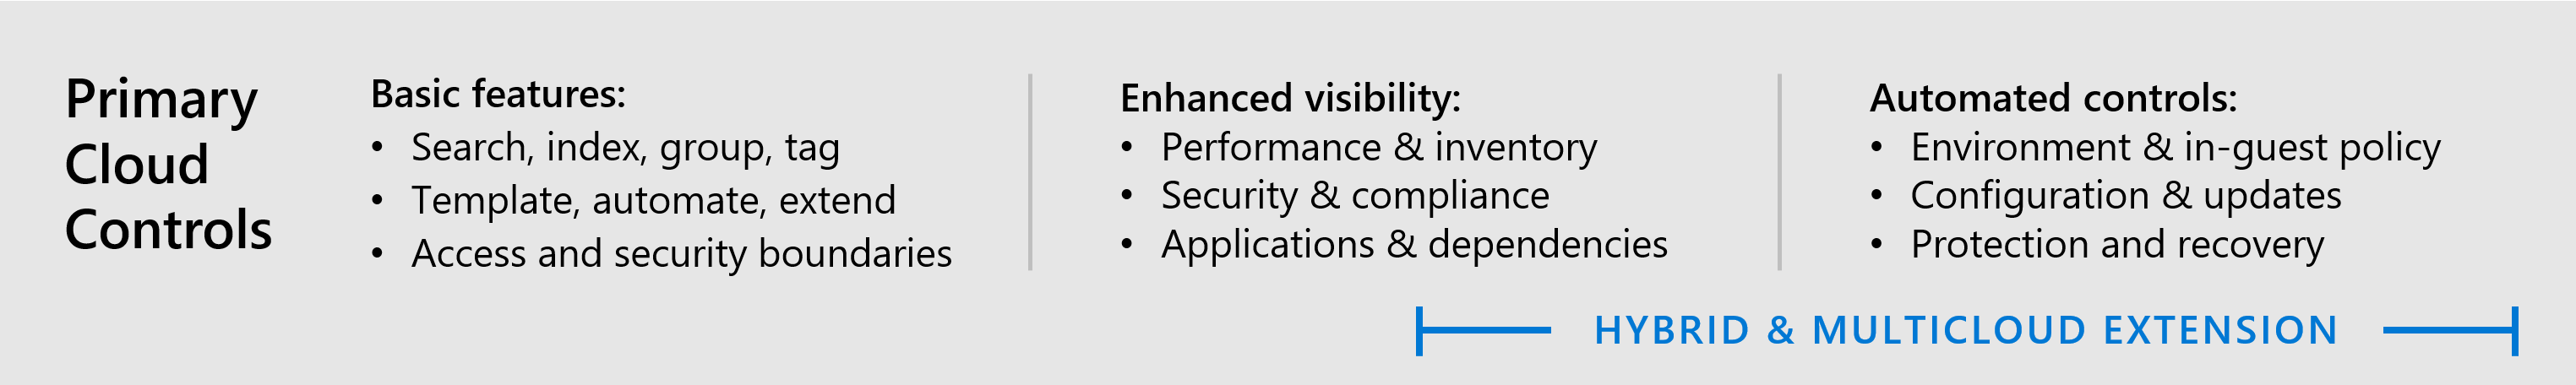 Primary
Cloud
Controls
Basic features:
• Search, index, group, tag
• Template, automate, extend
• Access and security boundaries
Enhanced visibility:
• Performance & inventory
• Security & compliance
• Applications & dependencies
Automated controls:
• Environment & in-guest policy
• Configuration & updates
• Protection and recovery
HYBRID & MULTICLOUD EXTENSION